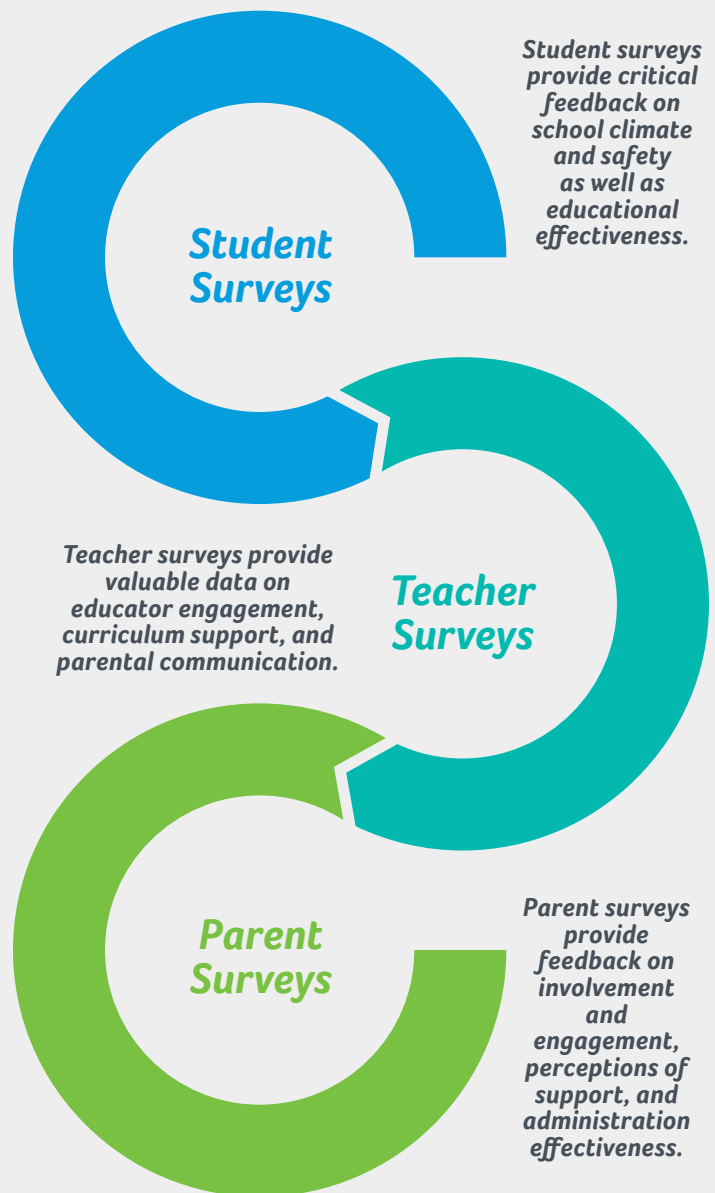 Student surveys
provide critical
feedback on
school climate
and safety
as well as
educational
effectiveness.
Student
Surveys
Teacher surveys provide
valuable data on
educator engagement,
curriculum support, and
parental communication.
Teacher
Surveys
Parent
Surveys
Parent surveys
provide
feedback on
involvement
and
engagement,
perceptions of
support, and
administration
effectiveness.